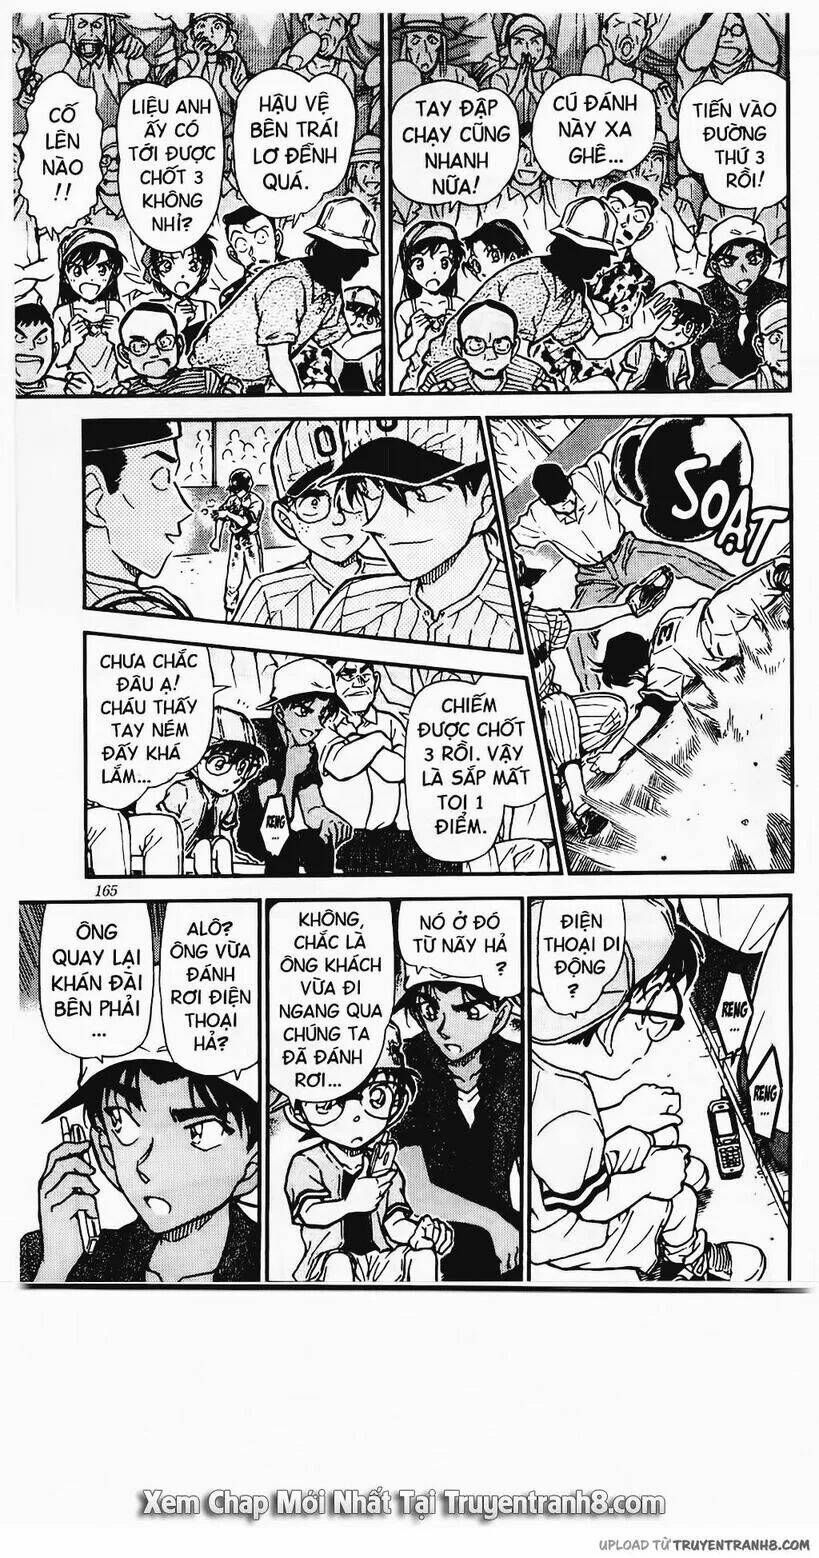 TIẾN VÀO
ĐƯỜNG
THỨ 3
RỒI!
CÚ ĐÁNH
NÀY XA
GHÊ...
TAY ĐẬP
CHẠY CŨNG
NHANH
NỮA!
HẬU VỆ
BÊN TRÁI
LƠ ĐỄNH
QUÁ.
LIỆU ANH
ẤY CÓ
TỚI ĐƯỢC
CHỐT 3
KHÔNG
NHỈ?
CỐ
LÊN
NÀO
!!
SOẠT
CHIẾM
ĐƯỢC CHỐT
3 RỒI. VẬY
LÀ SẮP MẤT
TOI 1
ĐIỂM.
CHƯA CHẮC
ĐÂU Ạ!
CHÁU THẤY
TAY NÉM
ĐẤY KHÁ
LẮM...
RENG
...
165
RENG
...
RENG
...
ĐIỆN
THOẠI DI
ĐỘNG
?
NÓ Ở ĐÓ
TỪ NÃY HẢ
?
KHÔNG,
CHẮC LÀ
ÔNG KHÁCH
VỪA ĐI
NGANG QUA
CHÚNG TA
ĐÃ ĐÁNH
RƠI...
ALÔ?
ÔNG VỪA
ĐÁNH
RƠI ĐIỆN
THOẠI
HẢ?
ÔNG
QUAY LẠI
KHÁN ĐÀI
BÊN PHẢI
...
Xem Chap Mới Nhất Tại Truyentranh8.com
UPLOAD TỪ TRUYENTRANH8.COM